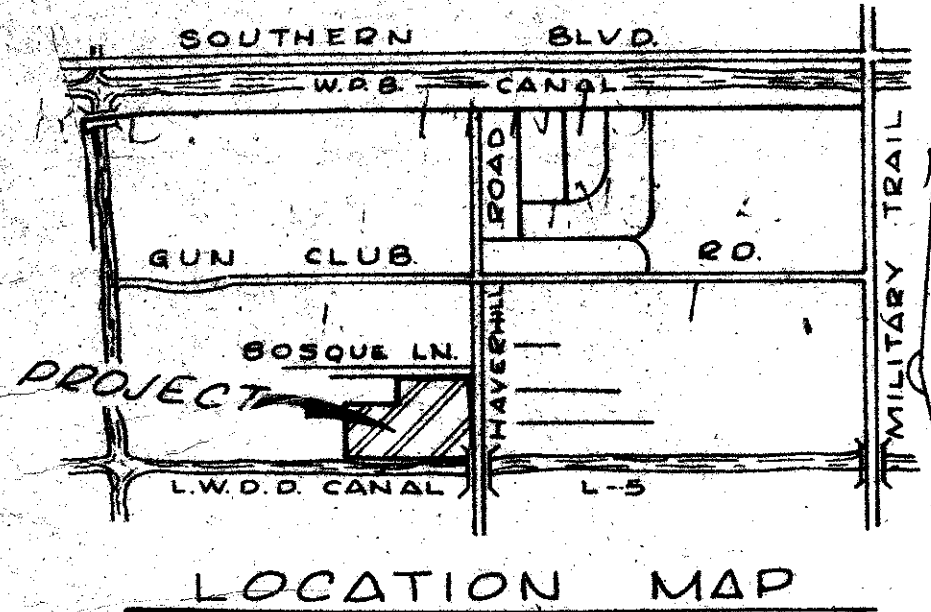 SOUTHERN BLVD.
W.P.B. CANAL
ROAD
MILITARY TRAIL
GUN CLUB. RD.
HAVERHILL
BOSQUE LN.
PROJECT
L.W.D.D. CANAL L-5
LOCATION MAP